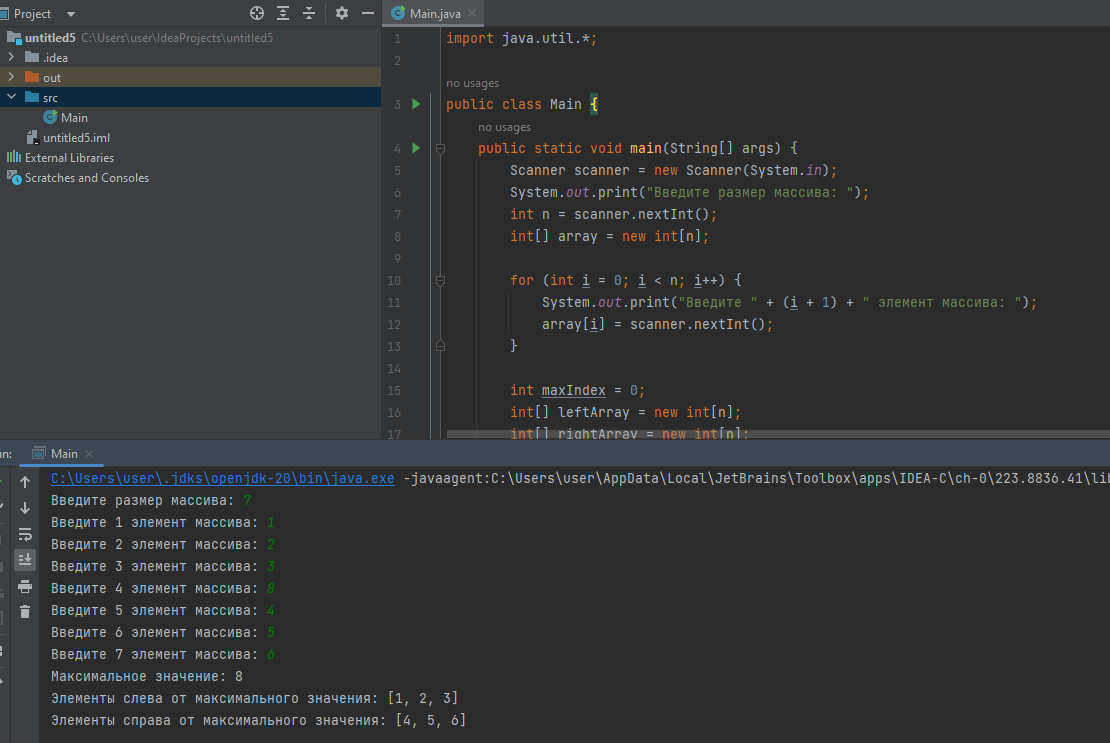 Project
Main.java
untitled5 C:\Users\user\IdeaProjects\untitled5
.idea
out
src
Main
untitled5.iml
External Libraries
Scratches and Consoles
1 import java.util.*;
2
no usages
3 public class Main {
no usages
4 public static void main(String[] args) {
5 Scanner scanner = new Scanner(System.in);
6 System.out.print("Введите размер массива: ");
7 int n = scanner.nextInt();
8 int[] array = new int[n];
9
10 for (int i = 0; i < n; i++) {
11 System.out.print("Введите " + (i + 1) + " элемент массива: ");
12 array[i] = scanner.nextInt();
13 }
14
15 int maxIndex = 0;
16 int[] leftArray = new int[n];
17 int[] rightArray = new int[n];
un: Main
C:\Users\user\.jdks\openjdk-20\bin\java.exe -javaagent:C:\Users\user\AppData\Local\JetBrains\Toolbox\apps\IDEA-C\ch-0\223.8836.41\lib
Введите размер массива: 7
Введите 1 элемент массива: 1
Введите 2 элемент массива: 2
Введите 3 элемент массива: 3
Введите 4 элемент массива: 8
Введите 5 элемент массива: 4
Введите 6 элемент массива: 5
Введите 7 элемент массива: 6
Максимальное значение: 8
Элементы слева от максимального значения: [1, 2, 3]
Элементы справа от максимального значения: [4, 5, 6]